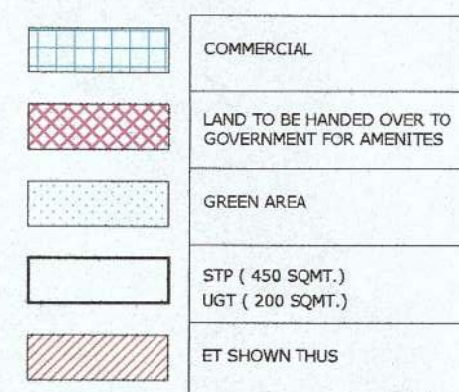 COMMERCIAL
LAND TO BE HANDED OVER TO
GOVERNMENT FOR AMENITES
GREEN AREA
STP ( 450 SQMT.)
UGT ( 200 SQMT.)
ET SHOWN THUS